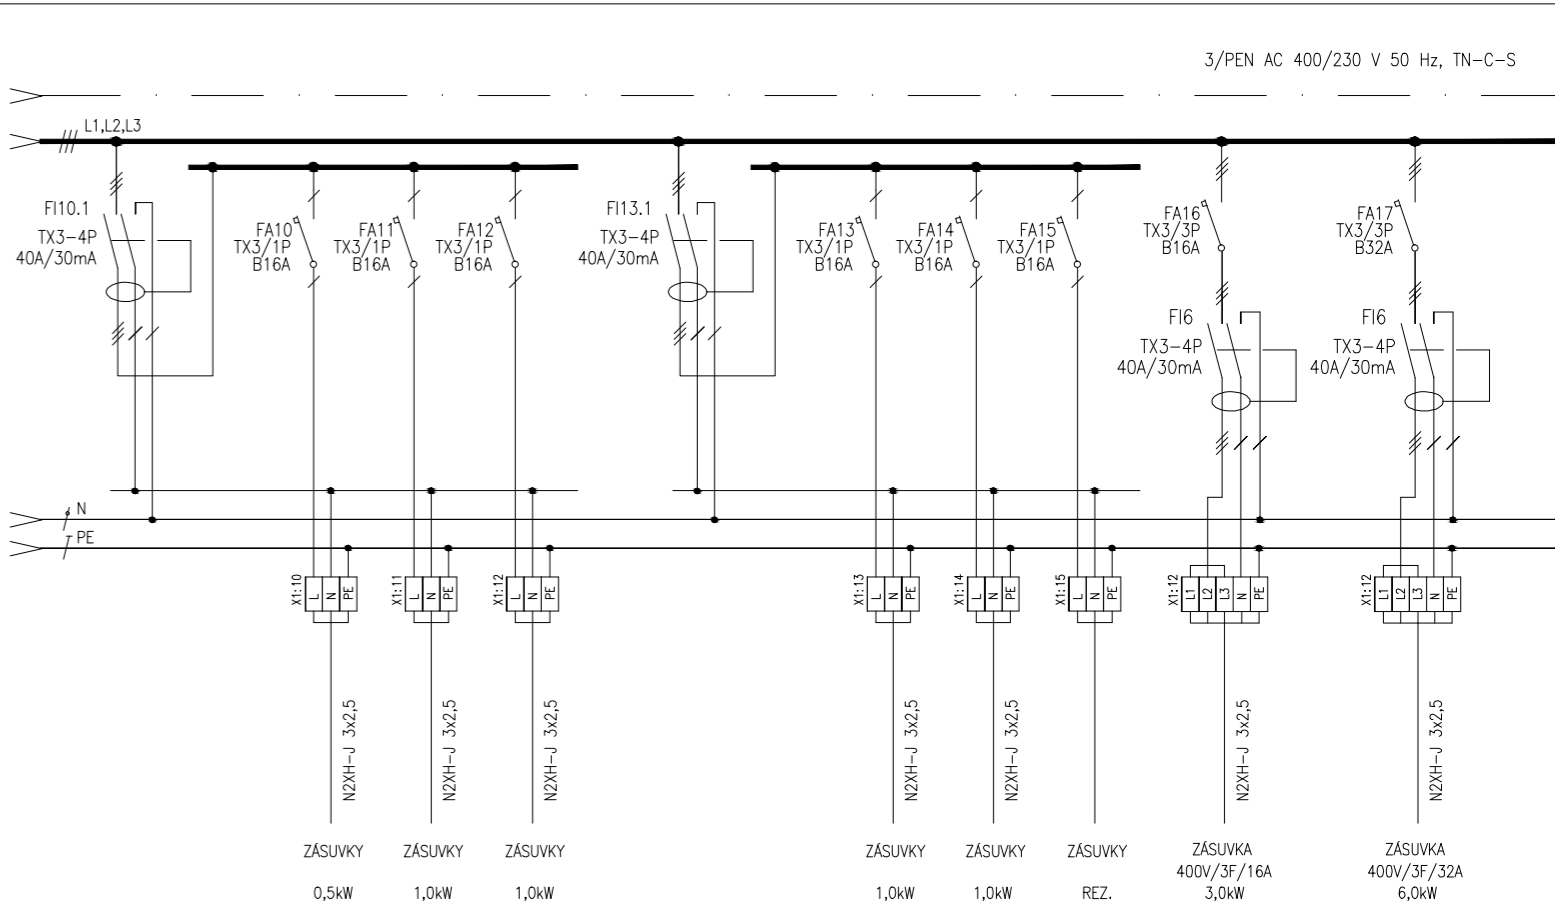 3/PEN AC 400/230 V 50 Hz, TN-C-S
L1,L2,L3
FI10.1
TX3-4P
40A/30mA
FA10
TX3/1P
B16A
FA11
TX3/1P
B16A
FA12
TX3/1P
B16A
FI13.1
TX3-4P
40A/30mA
FA13
TX3/1P
B16A
FA14
TX3/1P
B16A
FA15
TX3/1P
B16A
FA16
TX3/3P
B16A
FI6
TX3-4P
40A/30mA
FA17
TX3/3P
B32A
FI6
TX3-4P
40A/30mA
N
PE
X1:10
L
N
PE
X1:11
L
N
PE
X1:12
L
N
PE
X1:13
L
N
PE
X1:14
L
N
PE
X1:15
L
N
PE
X1:12
L1
L2
L3
N
PE
X1:12
L1
L2
L3
N
PE
N2XH-J 3x2,5
N2XH-J 3x2,5
N2XH-J 3x2,5
N2XH-J 3x2,5
N2XH-J 3x2,5
N2XH-J 3x2,5
N2XH-J 3x2,5
ZÁSUVKY
0,5kW
ZÁSUVKY
1,0kW
ZÁSUVKY
1,0kW
ZÁSUVKY
1,0kW
ZÁSUVKY
1,0kW
ZÁSUVKY
REZ.
ZÁSUVKA
400V/3F/16A
3,0kW
ZÁSUVKA
400V/3F/32A
6,0kW